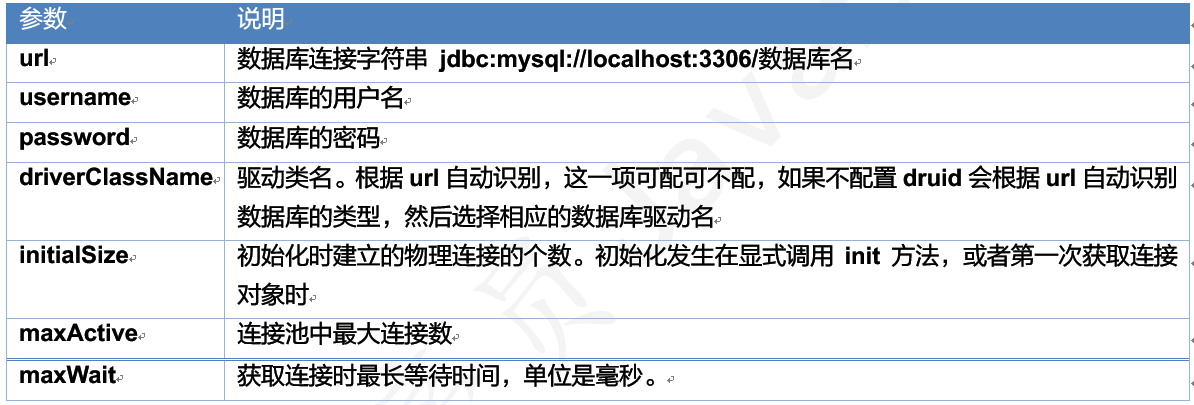 参数 说明
url 数据库连接字符串 jdbc:mysql://localhost:3306/数据库名
username 数据库的用户名
password 数据库的密码
driverClassName 驱动类名。根据 url 自动识别，这一项可配可不配，如果不配置 druid 会根据 url 自动识别
数据库的类型，然后选择相应的数据库驱动名
initialSize 初始化时建立的物理连接的个数。初始化发生在显式调用 init 方法，或者第一次获取连接
对象时
maxActive 连接池中最大连接数
maxWait 获取连接时最长等待时间，单位是毫秒。